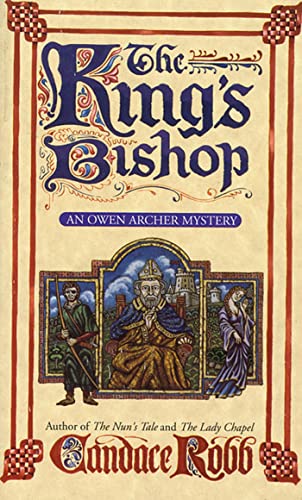 The
King's
Bishop
AN OWEN ARCHER MYSTERY
Author of The Nun's Tale and The Lady Chapel
Candace Robb